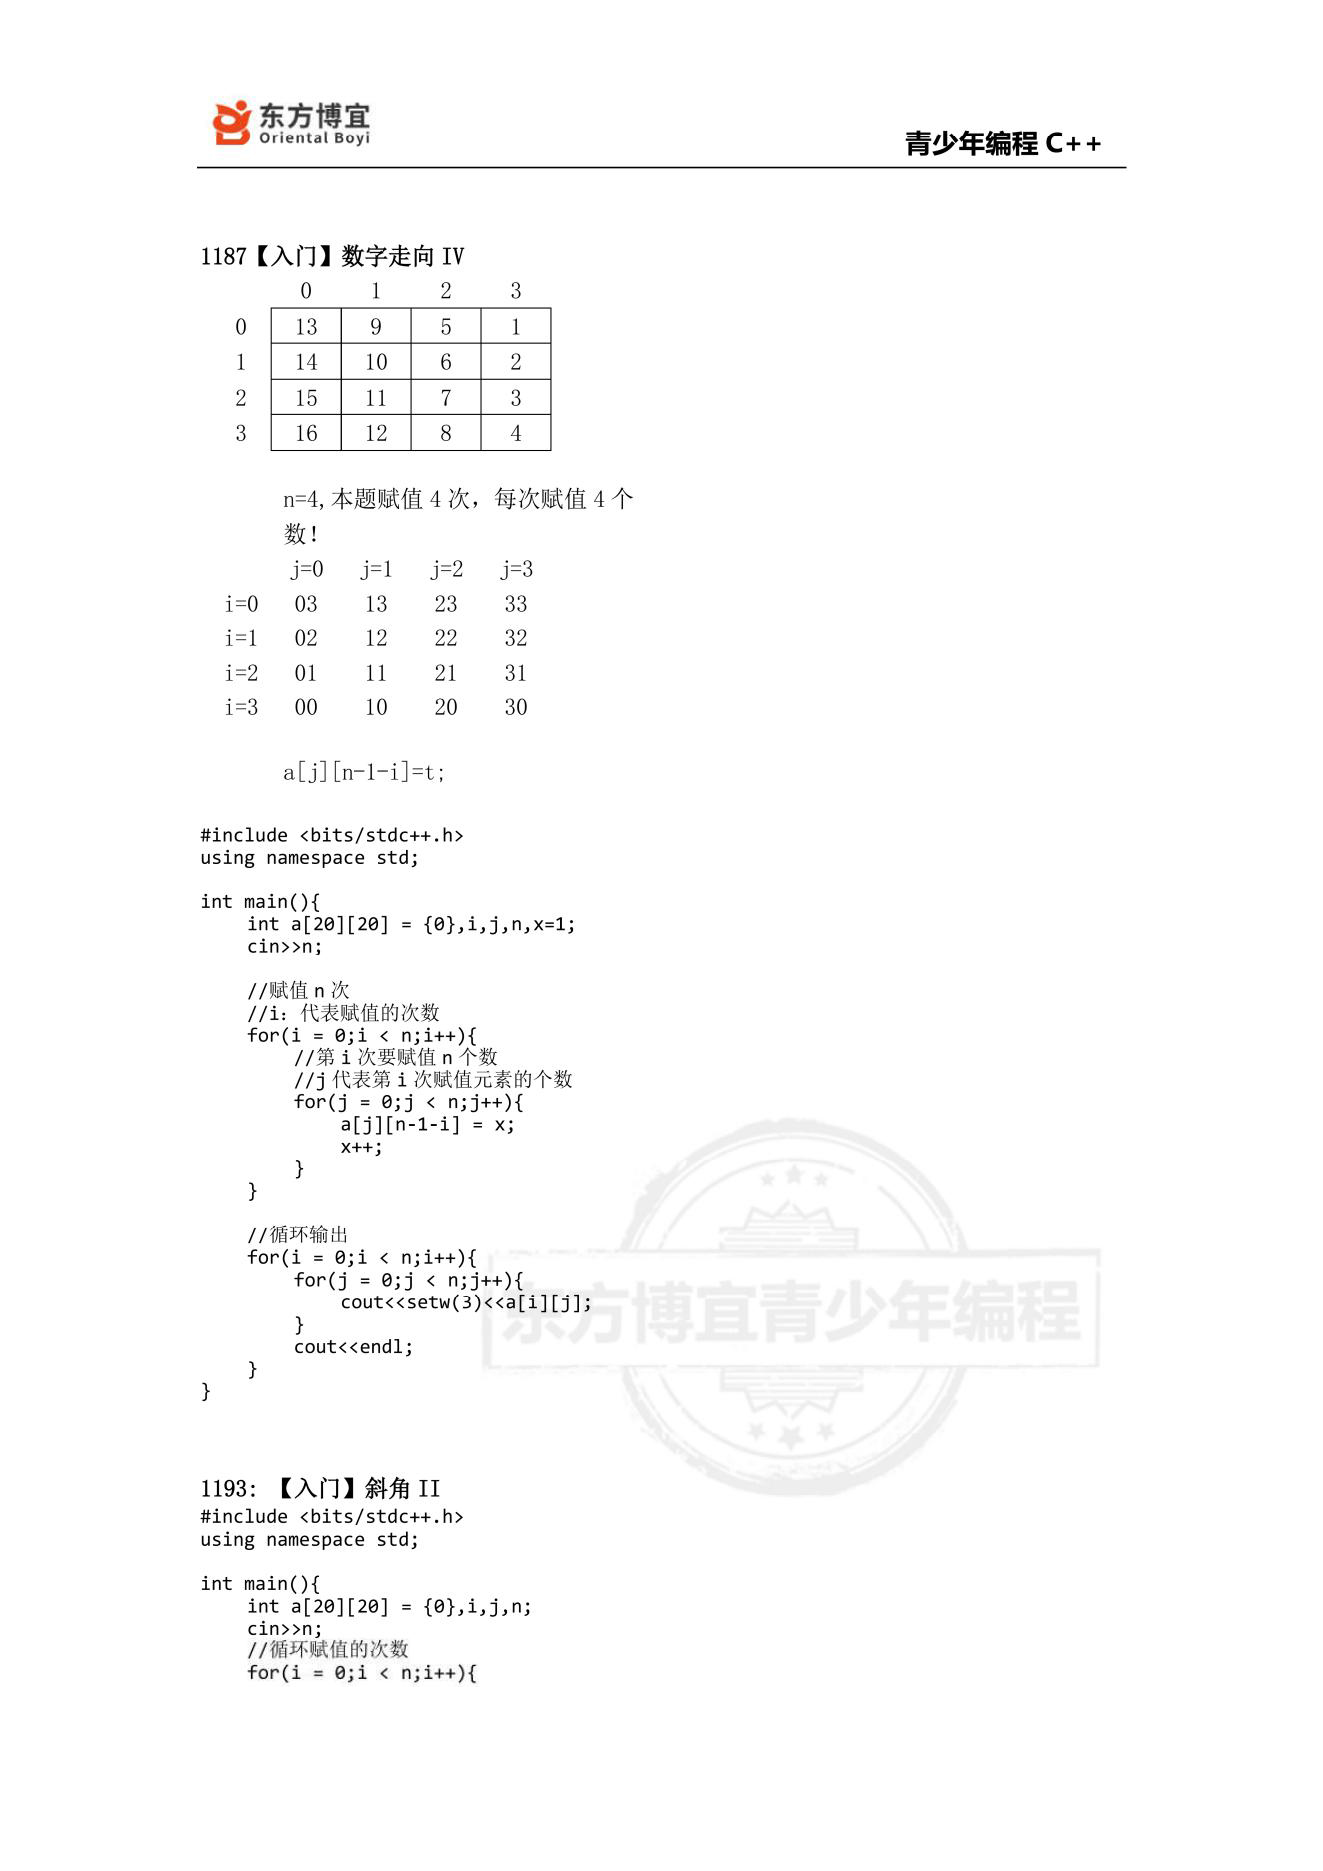 东方博宜
Oriental Boyi
青少年编程 C++
1187【入门】数字走向 IV
0 1 2 3
0 13 9 5 1
1 14 10 6 2
2 15 11 7 3
3 16 12 8 4
n=4,本题赋值 4 次，每次赋值 4 个
数！
j=0 j=1 j=2 j=3
i=0 03 13 23 33
i=1 02 12 22 32
i=2 01 11 21 31
i=3 00 10 20 30
a[j][n-1-i]=t;
#include <bits/stdc++.h>
using namespace std;
int main(){
int a[20][20] = {0},i,j,n,x=1;
cin>>n;
//赋值 n 次
//i：代表赋值的次数
for(i = 0;i < n;i++){
//第 i 次要赋值 n 个数
//j 代表第 i 次赋值元素的个数
for(j = 0;j < n;j++){
a[j][n-1-i] = x;
x++;
}
}
//循环输出
for(i = 0;i < n;i++){
for(j = 0;j < n;j++){
cout<<setw(3)<<a[i][j];
}
cout<<endl;
}
}
东方博宜青少年编程
1193: 【入门】斜角 II
#include <bits/stdc++.h>
using namespace std;
int main(){
int a[20][20] = {0},i,j,n;
cin>>n;
//循环赋值的次数
for(i = 0;i < n;i++){